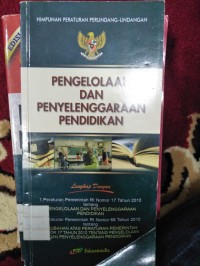 HIMPUNAN PERATURAN PERUNDANG-UNDANGAN
PENGELOLAAN
DAN
PENYELENGGARAAN
PENDIDIKAN
Lengkap Dengan
1. Peraturan Pemerintah RI Nomor 17 Tahun 2010
tentang
PENGELOLAAN DAN PENYELENGGARAAN
PENDIDIKAN
Peraturan Pemerintah RI Nomor 66 Tahun 2010
tentang
PERUBAHAN ATAS PERATURAN PEMERINTAH
17 TAHUN 2010 TENTANG PENGELOLAAN
DAN PENYELENGGARAAN PENDIDIKAN
Fokusmedia
EDISI